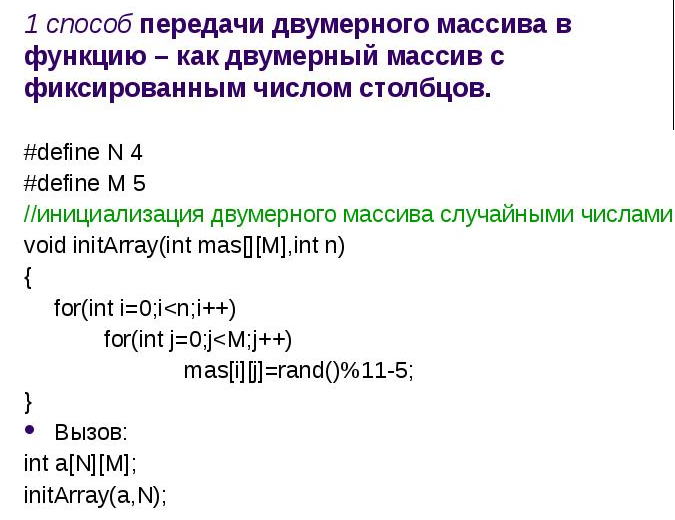 1 способ передачи двумерного массива в
функцию – как двумерный массив с
фиксированным числом столбцов.
#define N 4
#define M 5
//инициализация двумерного массива случайными числами
void initArray(int mas[][M],int n)
{
for(int i=0;i<n;i++)
for(int j=0;j<M;j++)
mas[i][j]=rand()%11-5;
}
• Вызов:
int a[N][M];
initArray(a,N);